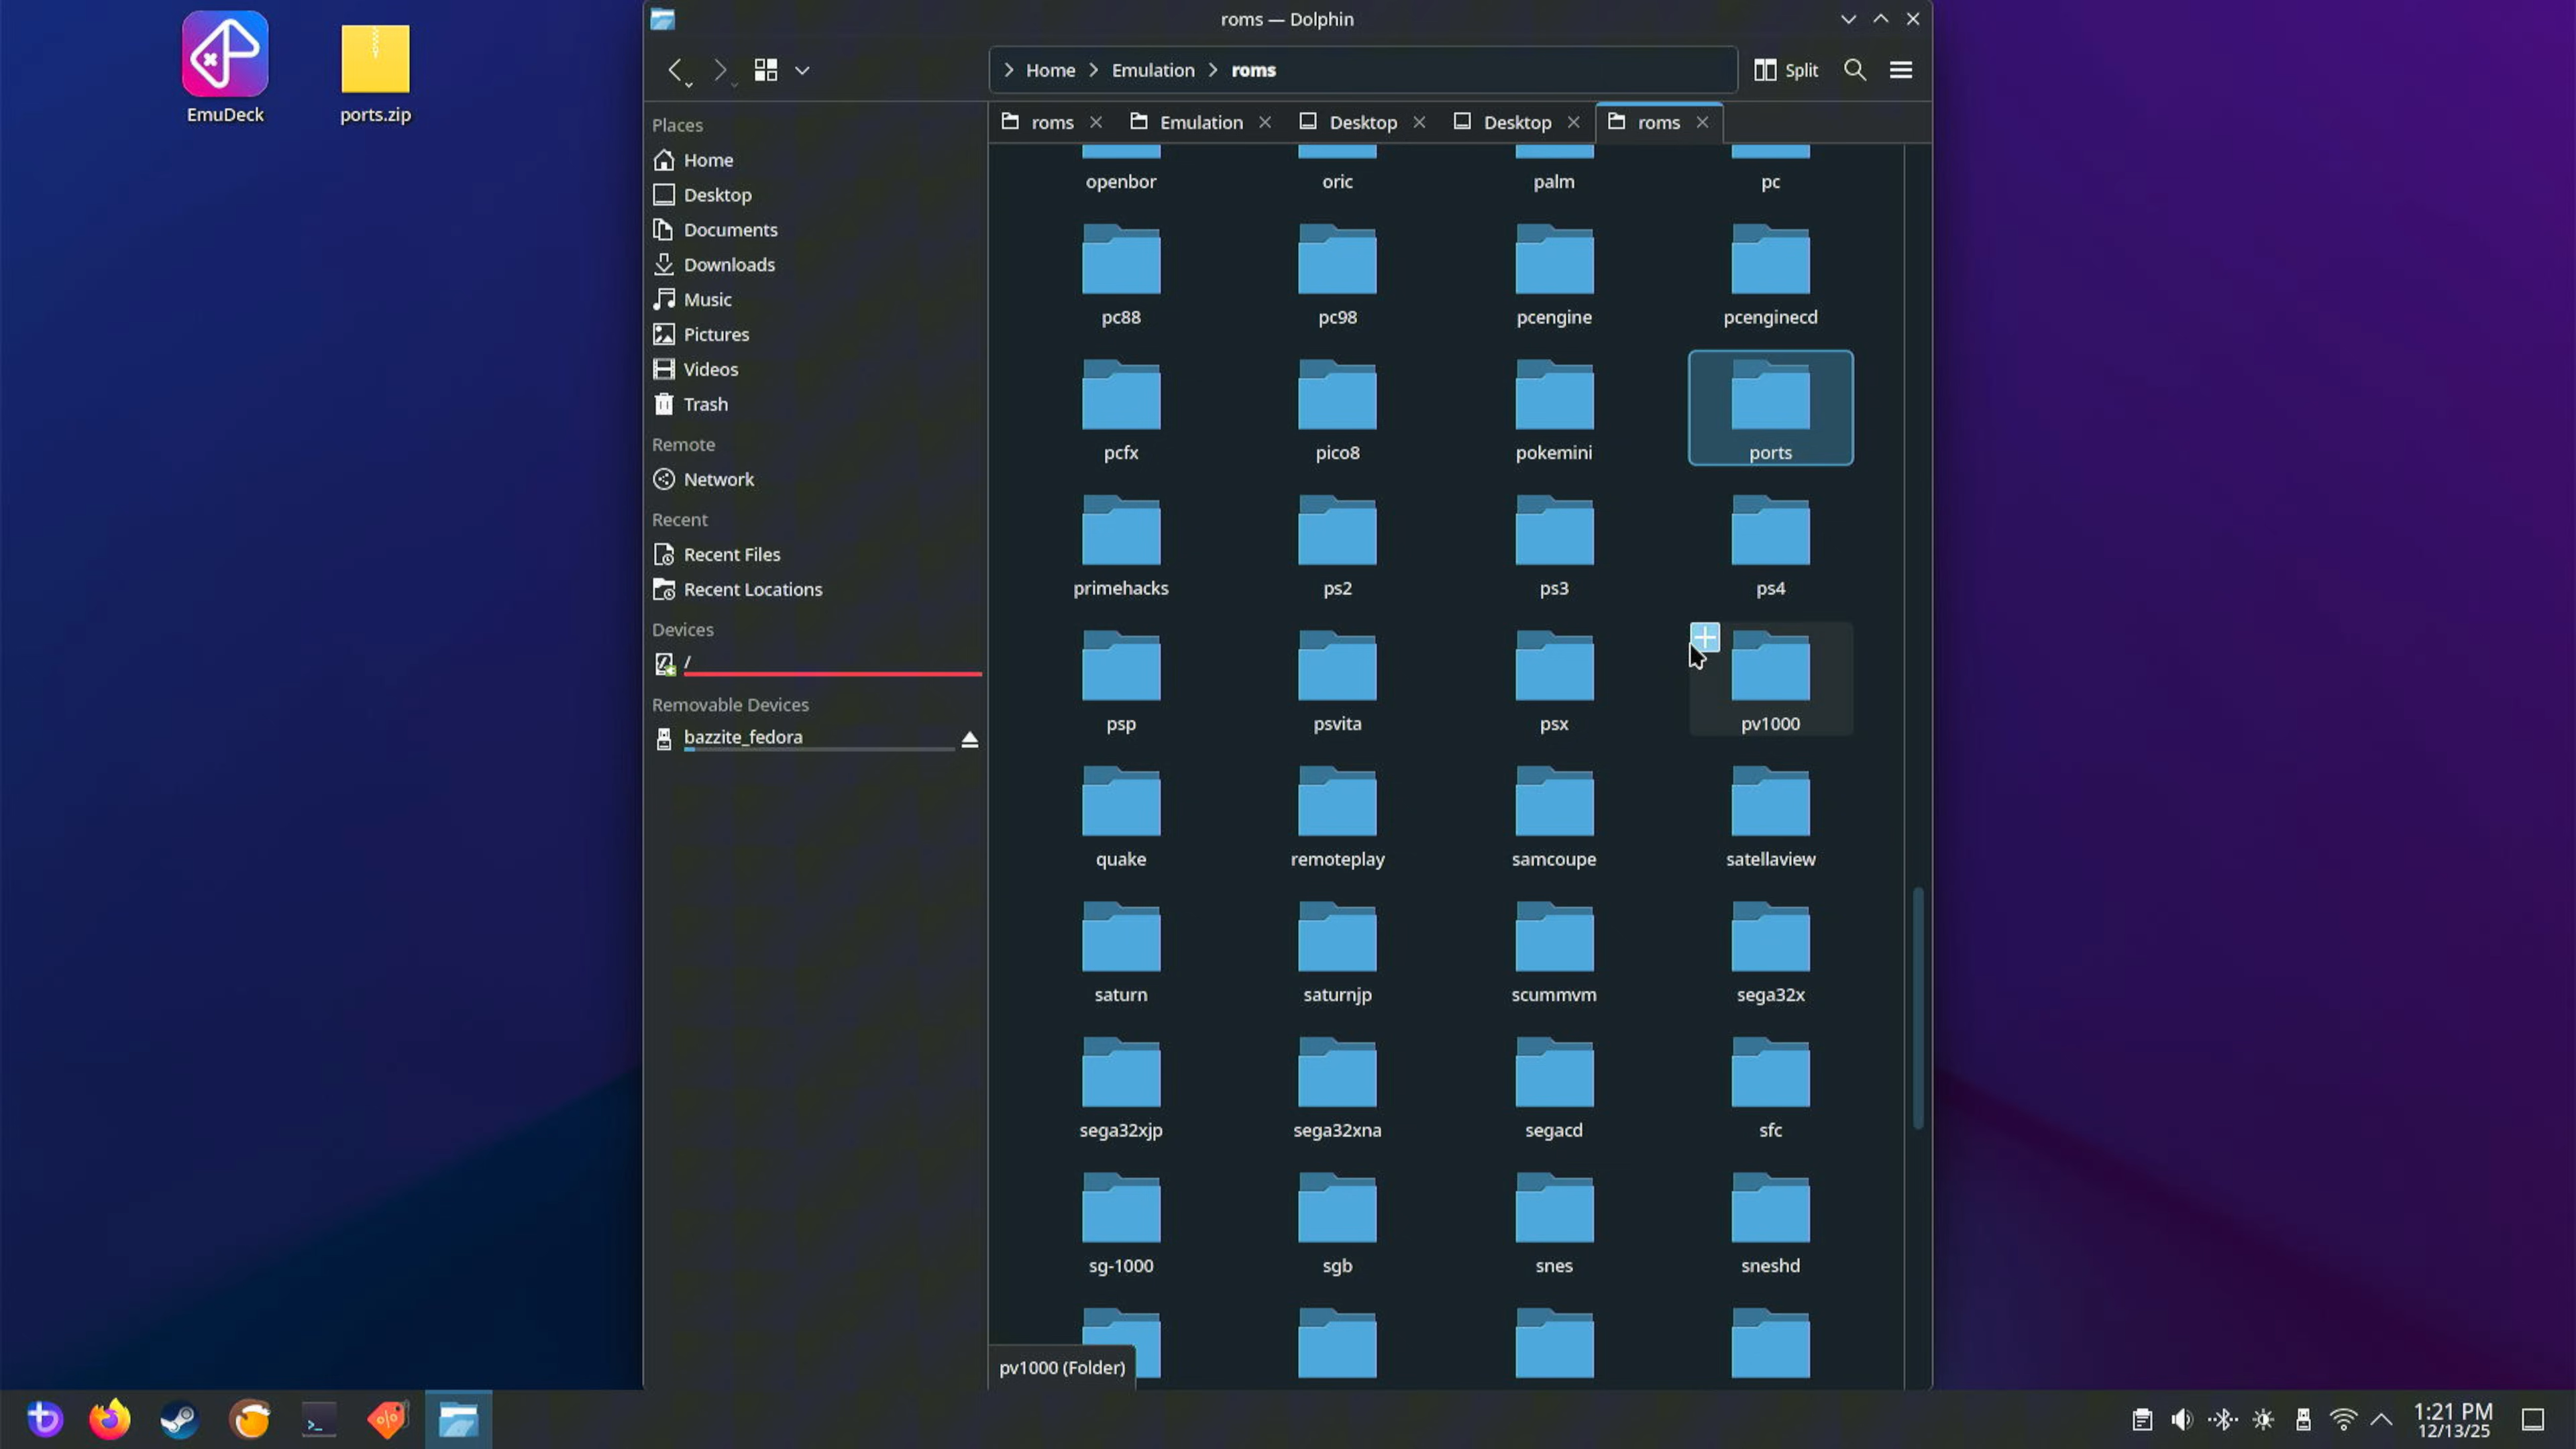 EmuDeck
ports.zip
roms — Dolphin
Home
Emulation
roms
Split
roms
Emulation
Desktop
Desktop
roms
Places
Home
Desktop
Documents
Downloads
Music
Pictures
Videos
Trash
Remote
Network
Recent
Recent Files
Recent Locations
Devices
/
Removable Devices
bazzite_fedora
openbor
oric
palm
pc
pc88
pc98
pcengine
pcenginecd
pcfx
pico8
pokemini
ports
primehacks
ps2
ps3
ps4
psp
psvita
psx
pv1000
quake
remoteplay
samcoupe
satellaview
saturn
saturnjp
scummvm
sega32x
sega32xjp
sega32xna
segacd
sfc
sg-1000
sgb
snes
sneshd
pv1000 (Folder)
1:21 PM
12/13/25